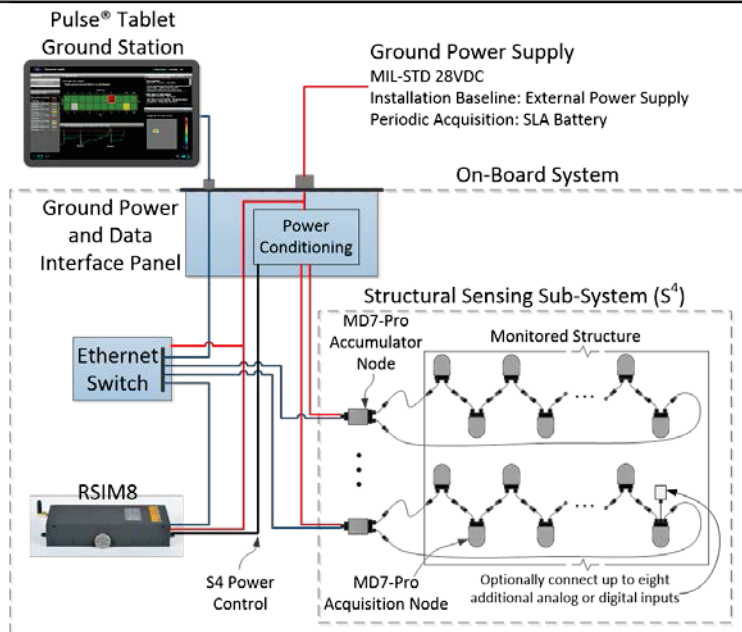 Pulse® Tablet
Ground Station
Ground Power Supply
MIL-STD 28VDC
Installation Baseline: External Power Supply
Periodic Acquisition: SLA Battery
On-Board System
Ground Power
and Data
Interface Panel
Power
Conditioning
Structural Sensing Sub-System (S⁴)
MD7-Pro
Accumulator
Node
Monitored Structure
Ethernet
Switch
RSIM8
S4 Power
Control
MD7-Pro
Acquisition Node
Optionally connect up to eight
additional analog or digital inputs